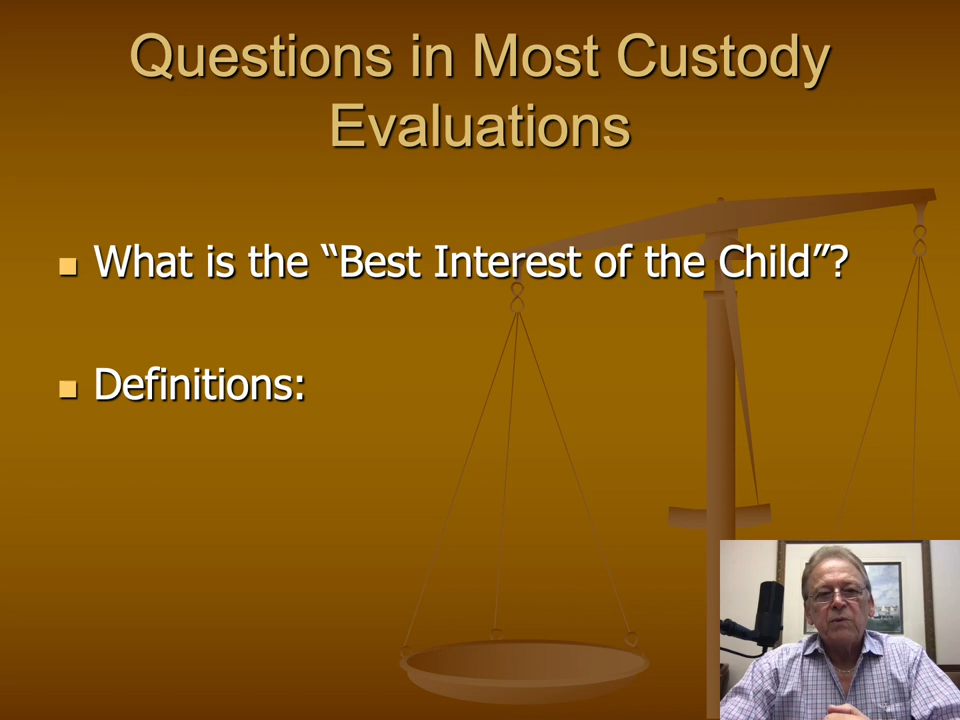 Questions in Most Custody
Evaluations
What is the “Best Interest of the Child”?
Definitions: